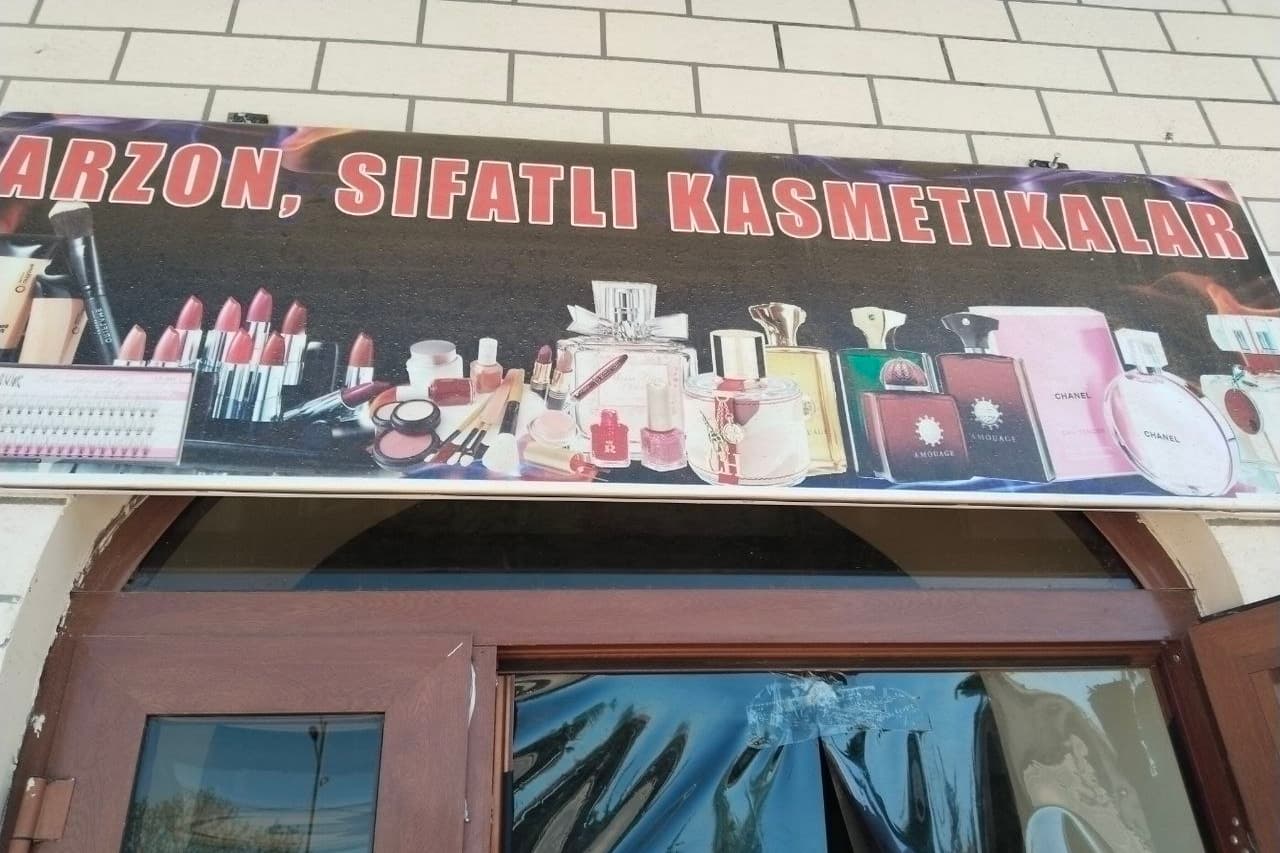 ARZON, SIFATLI KASMETIKALAR
CHANEL
AMOUAGE
AMOUAGE
CHANEL